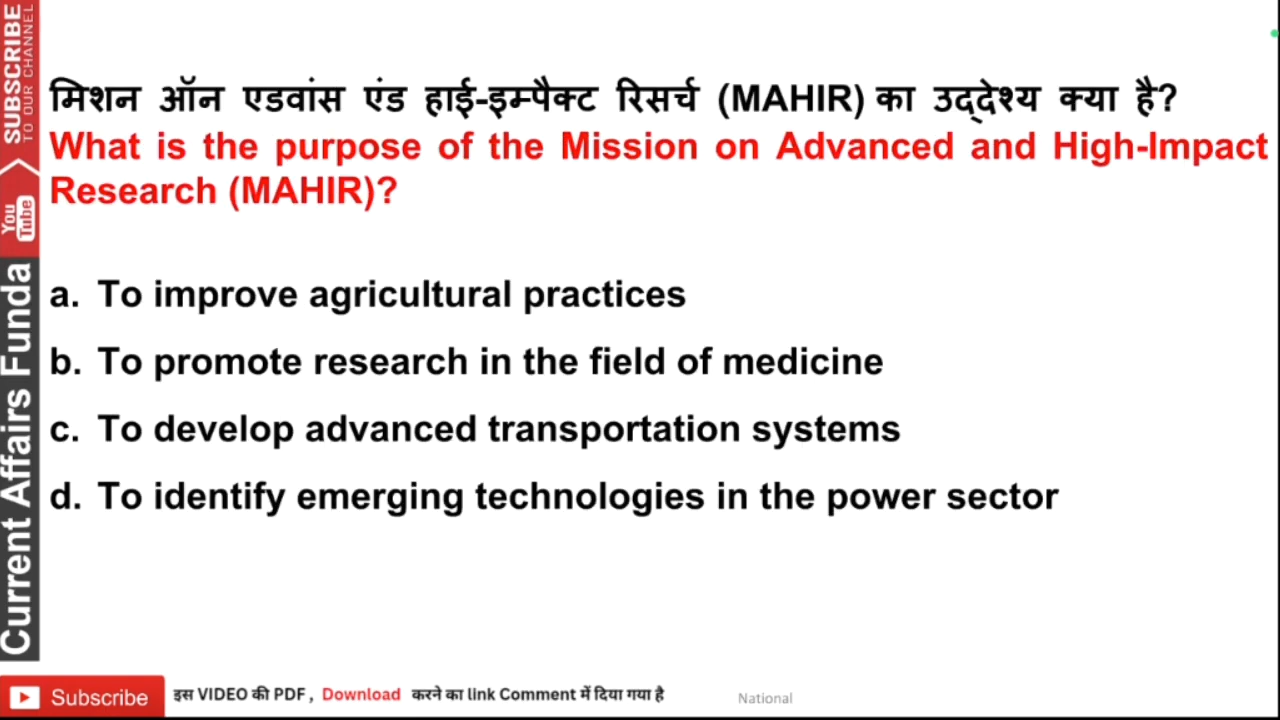 मिशन ऑन एडवांस एंड हाई-इम्पैक्ट रिसर्च (MAHIR) का उद्देश्य क्या है?
What is the purpose of the Mission on Advanced and High-Impact
Research (MAHIR)?
a. To improve agricultural practices
b. To promote research in the field of medicine
c. To develop advanced transportation systems
d. To identify emerging technologies in the power sector
SUBSCRIBE
TO OUR CHANNEL
You Tube
Current Affairs Funda
Subscribe
इस VIDEO की PDF , Download करने का link Comment में दिया गया है
National